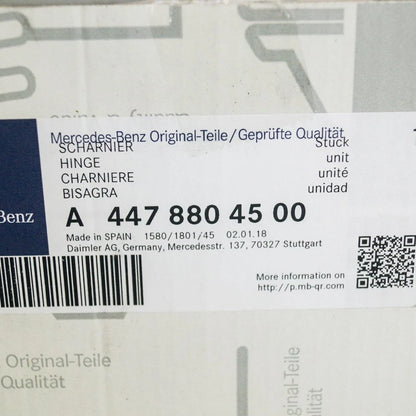 Mercedes-Benz Original-Teile/Geprüfte Qualität
SCHARNIER Stück
HINGE unit
CHARNIERE unité
BISAGRA unidad
Benz
A 447 880 45 00
Made in SPAIN 1580/1801/45 02.01.18
Daimler AG, Germany, Mercedesstr. 137, 70327 Stuttgart
More information on
http://p.mb-qr.com/
Original-Teile
Qualität
Original-Teile
Qualität